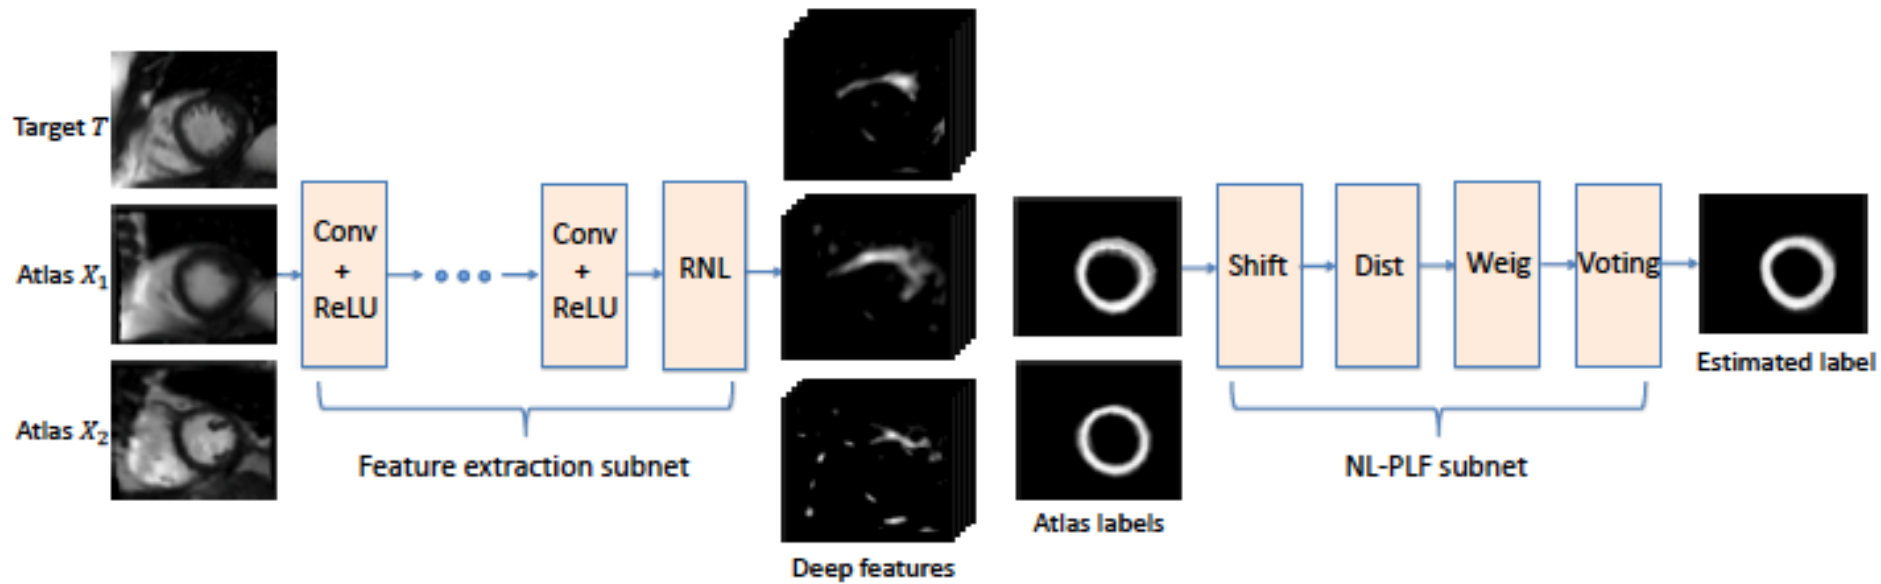 Target T
Atlas X₁
Atlas X₂
Conv
+
ReLU
Conv
+
ReLU
RNL
Feature extraction subnet
Deep features
Atlas labels
Shift
Dist
Weig
Voting
NL-PLF subnet
Estimated label